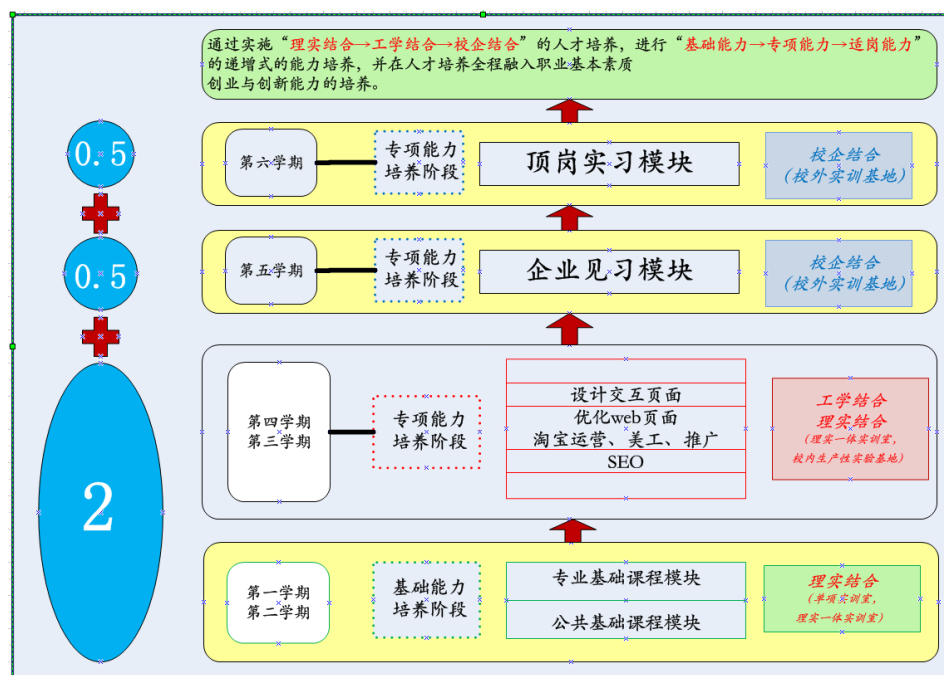 通过实施“理实结合→工学结合→校企结合”的人才培养，进行“基础能力→专项能力→适岗能力”
的递增式的能力培养，并在人才培养全程融入职业基本素质
创业与创新能力的培养。
0.5
第六学期
专项能力
培养阶段
顶岗实习模块
校企结合
（校外实训基地）
0.5
第五学期
专项能力
培养阶段
企业见习模块
校企结合
（校外实训基地）
2
第四学期
第三学期
专项能力
培养阶段
设计交互页面
优化web页面
淘宝运营、美工、推广
SEO
工学结合
理实结合
（理实一体实训室，
校内生产性实验基地）
第一学期
第二学期
基础能力
培养阶段
专业基础课程模块
公共基础课程模块
理实结合
（单项实训室，
理实一体实训室）